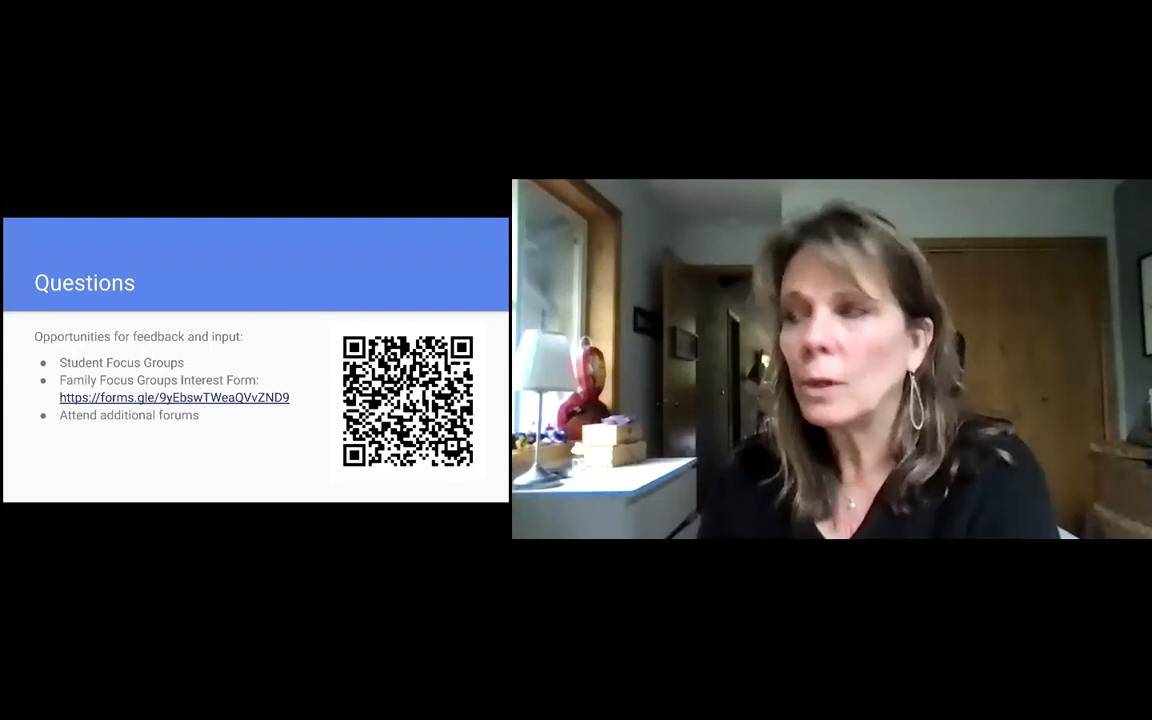 Questions
Opportunities for feedback and input:
● Student Focus Groups
● Family Focus Groups Interest Form:
https://forms.gle/9yEbswTWeaQVvZND9
● Attend additional forums